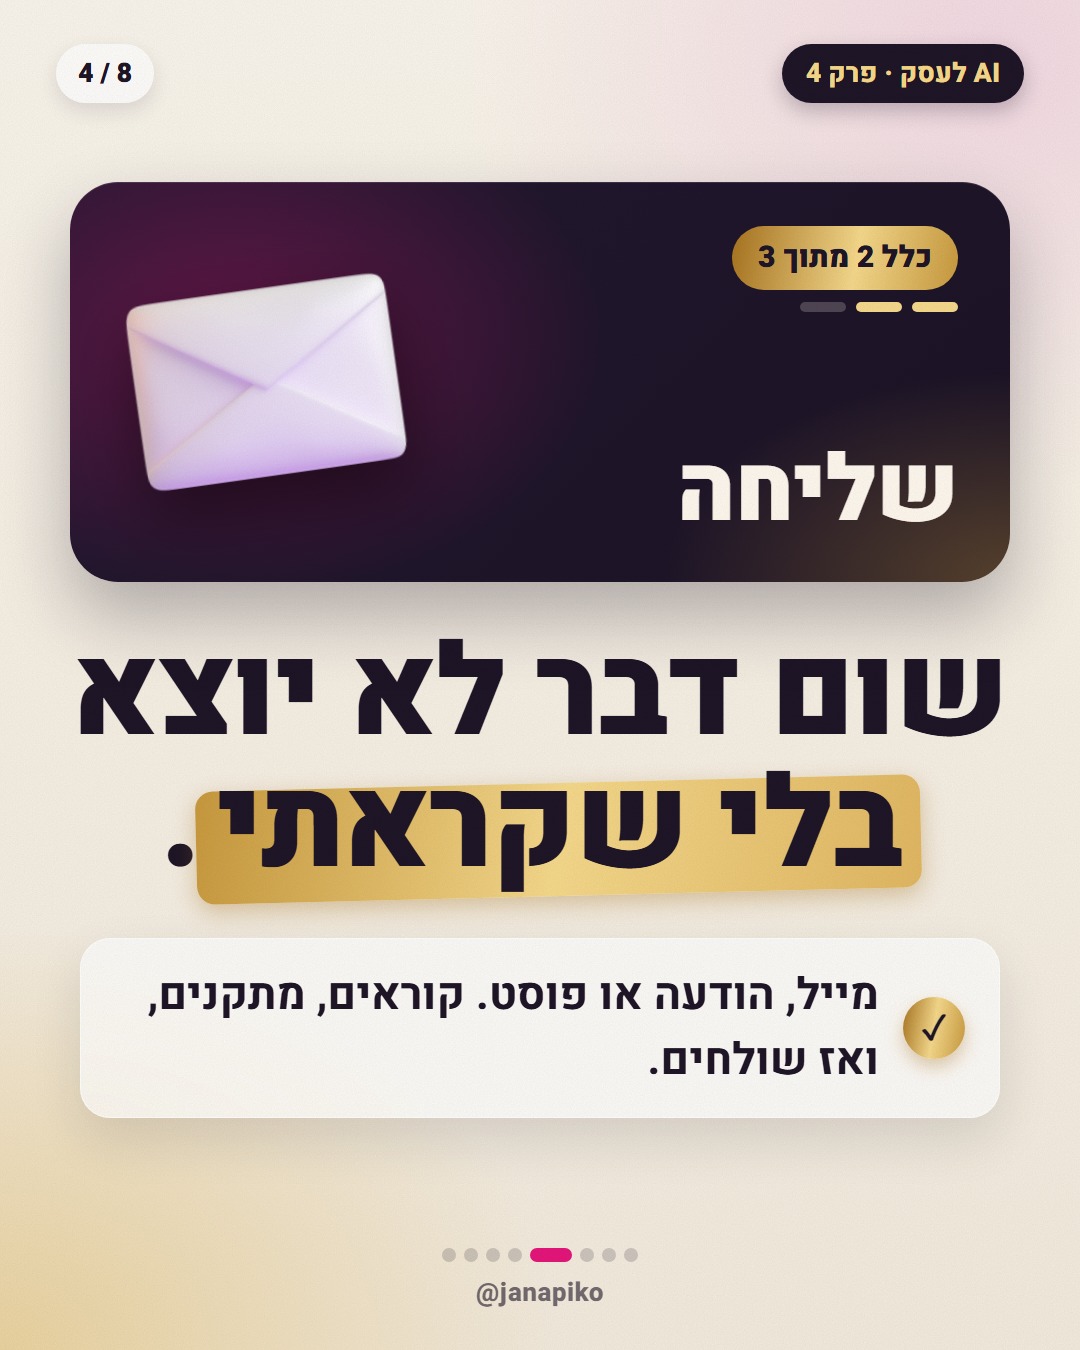 AI לעסק · פרק 4
4 / 8
כלל 2 מתוך 3
שליחה
שום דבר לא יוצא
בלי שקראתי.
מייל, הודעה או פוסט. קוראים, מתקנים,
ואז שולחים.
@janapiko